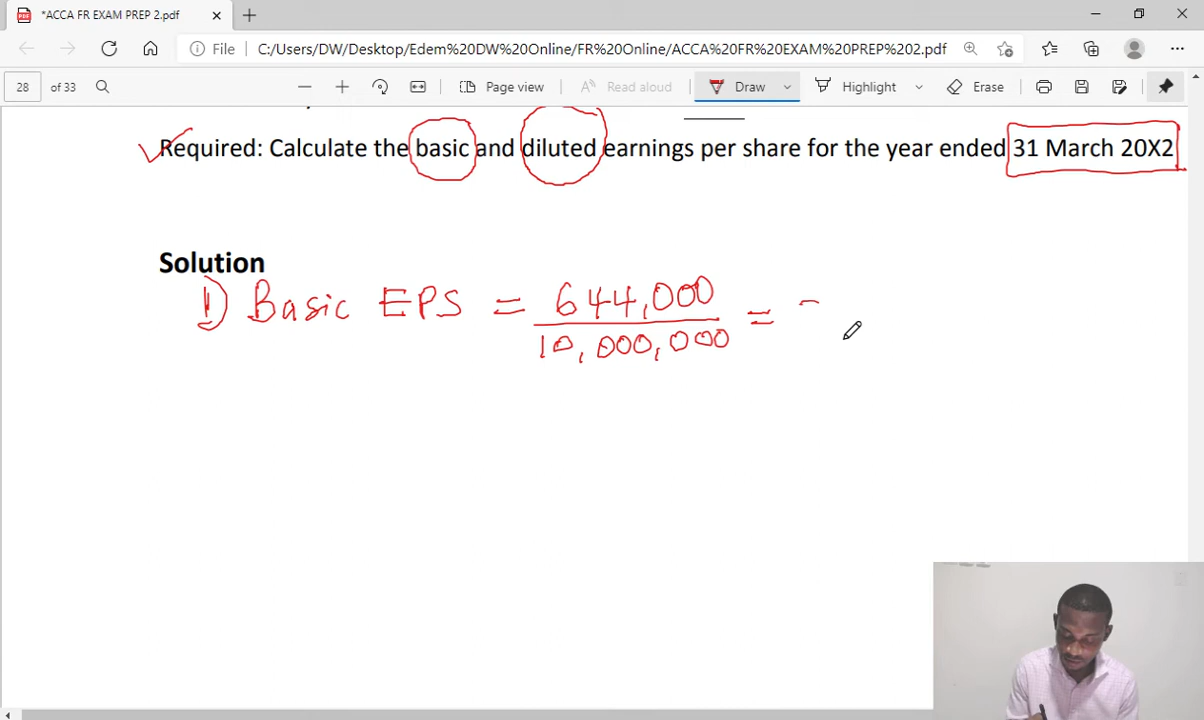 *ACCA FR EXAM PREP 2.pdf
File C:/Users/DW/Desktop/Edem%20DW%20Online/FR%20Online/ACCA%20FR%20EXAM%20PREP%202.pdf
28 of 33 Page view Read aloud Draw Highlight Erase
Required: Calculate the basic and diluted earnings per share for the year ended 31 March 20X2
Solution
1) Basic EPS = 644,000 =
10,000,000